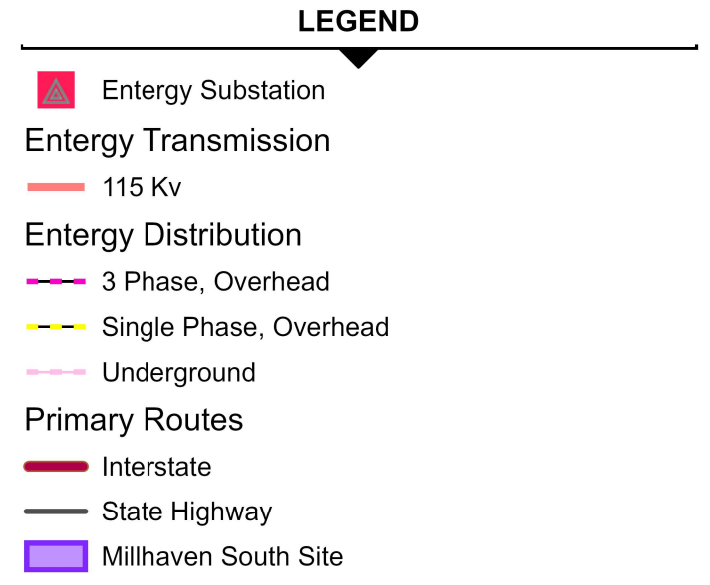 LEGEND
Entergy Substation
Entergy Transmission
115 Kv
Entergy Distribution
3 Phase, Overhead
Single Phase, Overhead
Underground
Primary Routes
Interstate
State Highway
Millhaven South Site